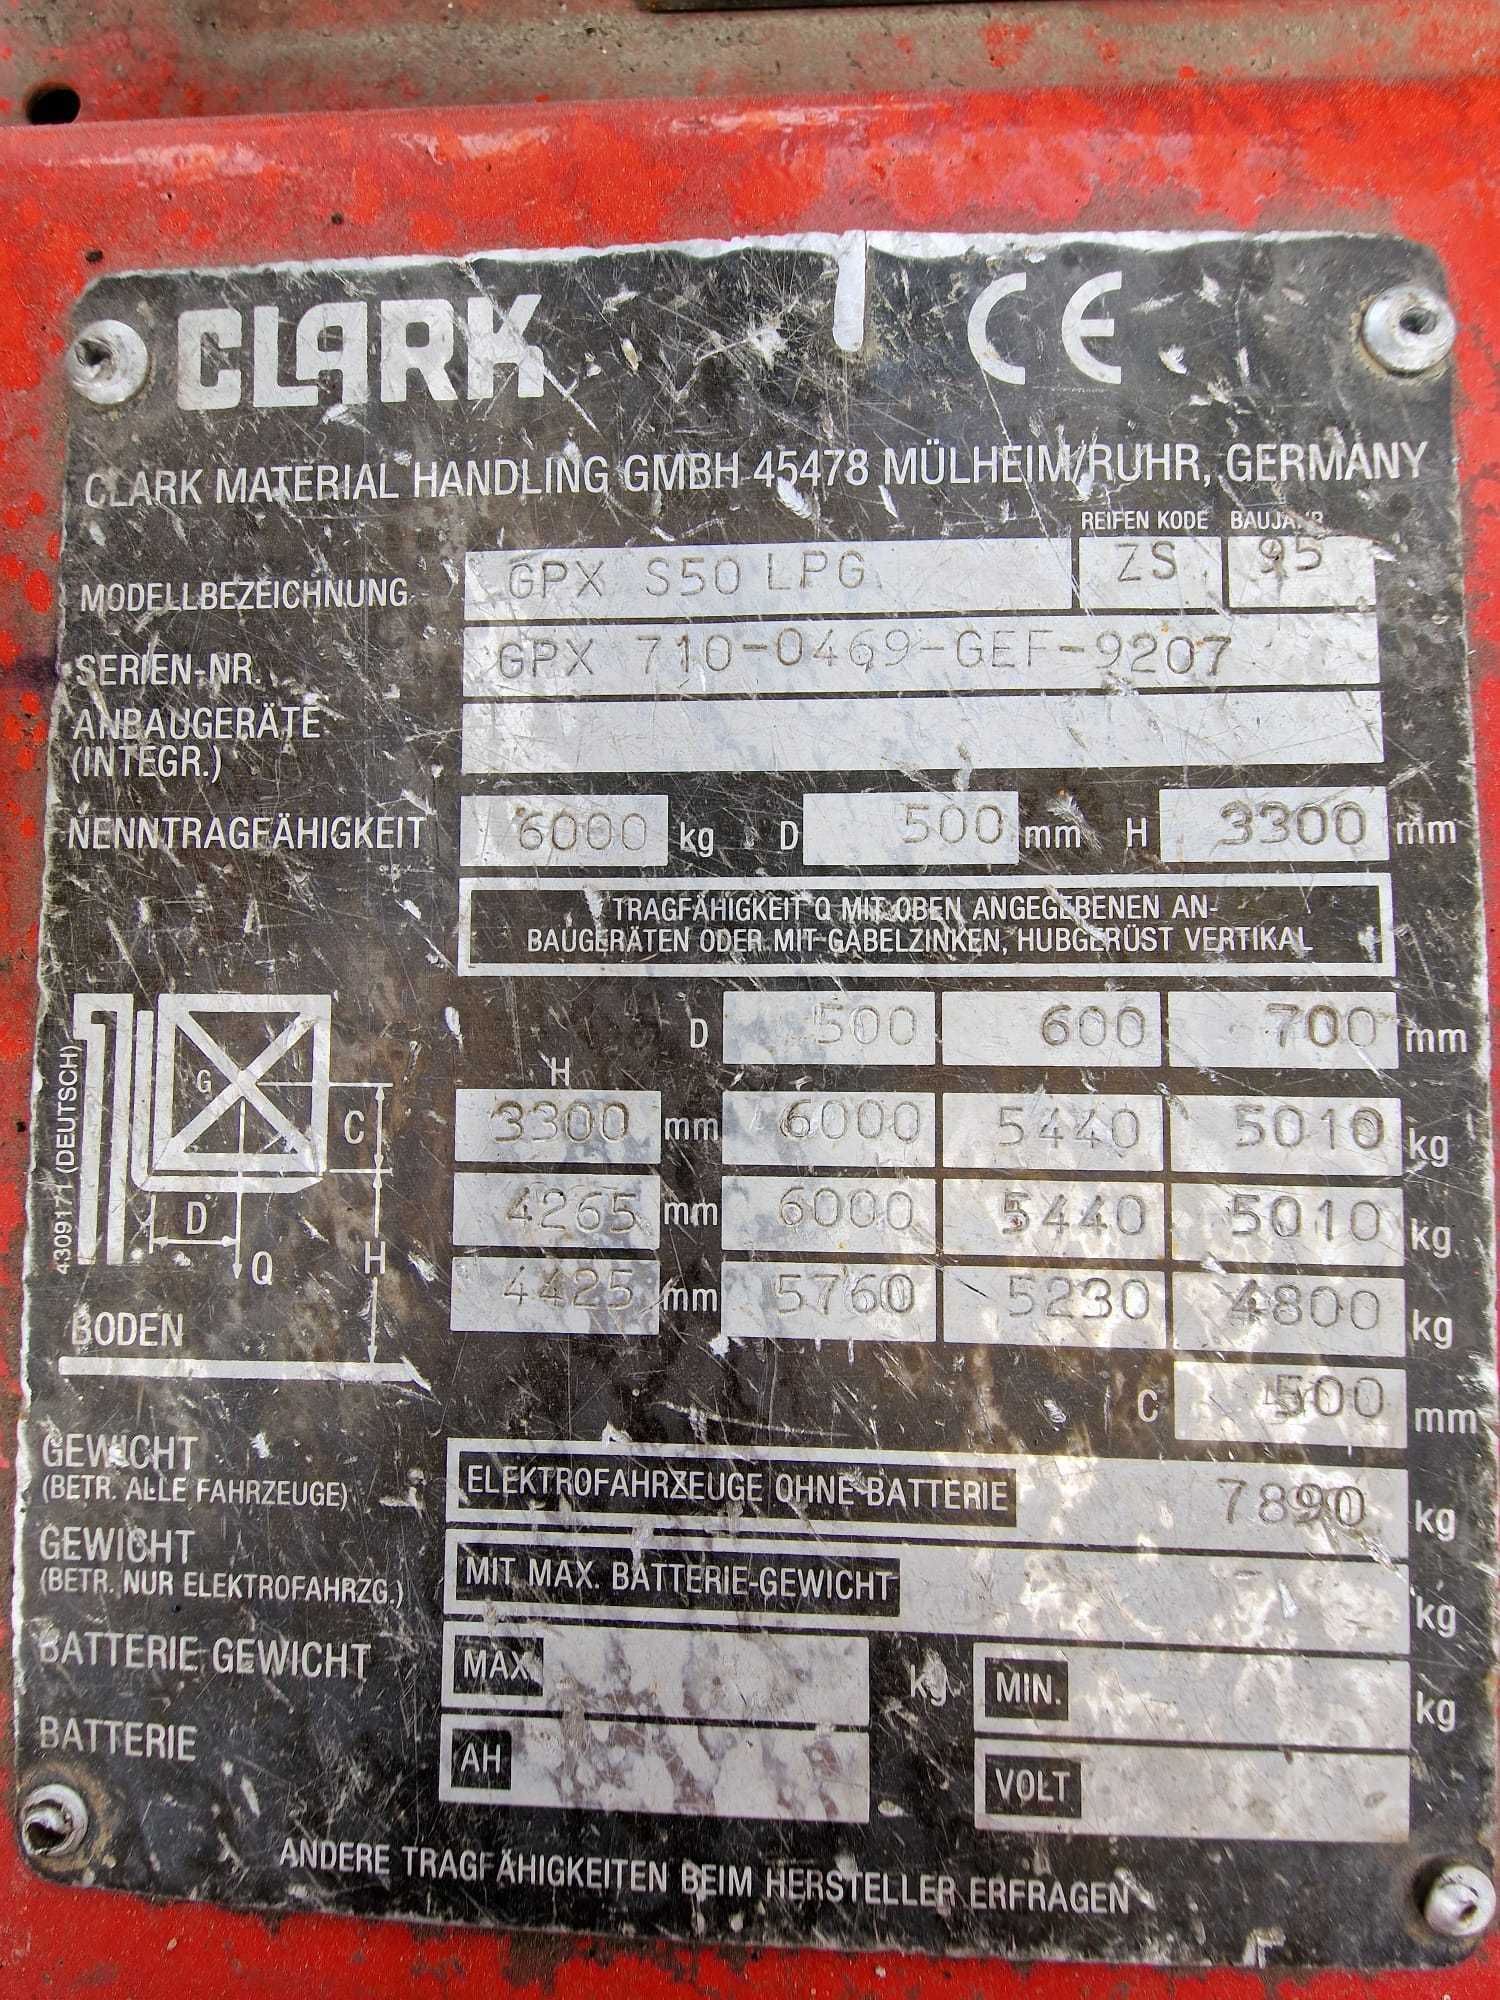 CLARK CE
CLARK MATERIAL HANDLING GMBH 45478 MÜLHEIM/RUHR, GERMANY
REIFEN KODE BAUJAHR
MODELLBEZEICHNUNG GPX S50 LPG ZS 95
SERIEN-NR. GPX 710-0469-GEF-9207
ANBAUGERÄTE
(INTEGR.)
NENNTRAGFÄHIGKEIT 6000 kg D 500 mm H 3300 mm
TRAGFÄHIGKEIT Q MIT OBEN ANGEGEBENEN AN-
BAUGERÄTEN ODER MIT GABELZINKEN, HUBGERÜST VERTIKAL
D 500 600 700 mm
H
3300 mm 6000 5440 5010 kg
4265 mm 6000 5440 5010 kg
4425 mm 5760 5230 4800 kg
C 500 mm
4309171 (DEUTSCH)
G
C
D
Q
H
BODEN
GEWICHT
(BETR. ALLE FAHRZEUGE) ELEKTROFAHRZEUGE OHNE BATTERIE 7890 kg
GEWICHT
(BETR. NUR ELEKTROFAHRZG.) MIT MAX. BATTERIE-GEWICHT kg
BATTERIE GEWICHT MAX. kg MIN. kg
BATTERIE AH VOLT
ANDERE TRAGFÄHIGKEITEN BEIM HERSTELLER ERFRAGEN